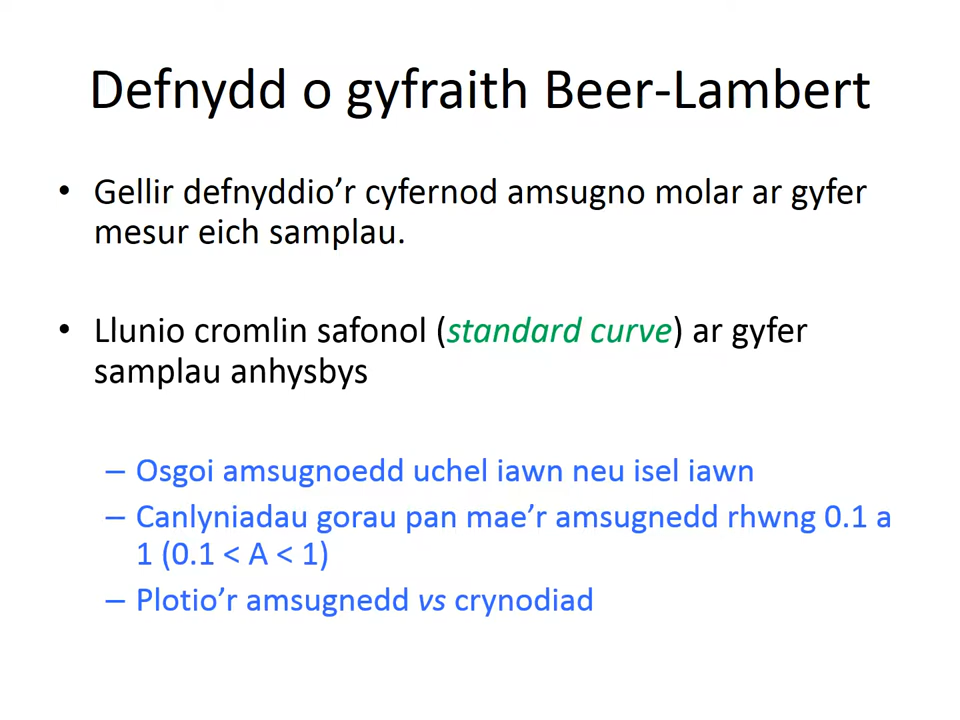 Defnydd o gyfraith Beer-Lambert
• Gellir defnyddio’r cyfernod amsugno molar ar gyfer
mesur eich samplau.
• Llunio cromlin safonol (standard curve) ar gyfer
samplau anhysbys
– Osgoi amsugnoedd uchel iawn neu isel iawn
– Canlyniadau gorau pan mae’r amsugnedd rhwng 0.1 a
1 (0.1 < A < 1)
– Plotio’r amsugnedd vs crynodiad